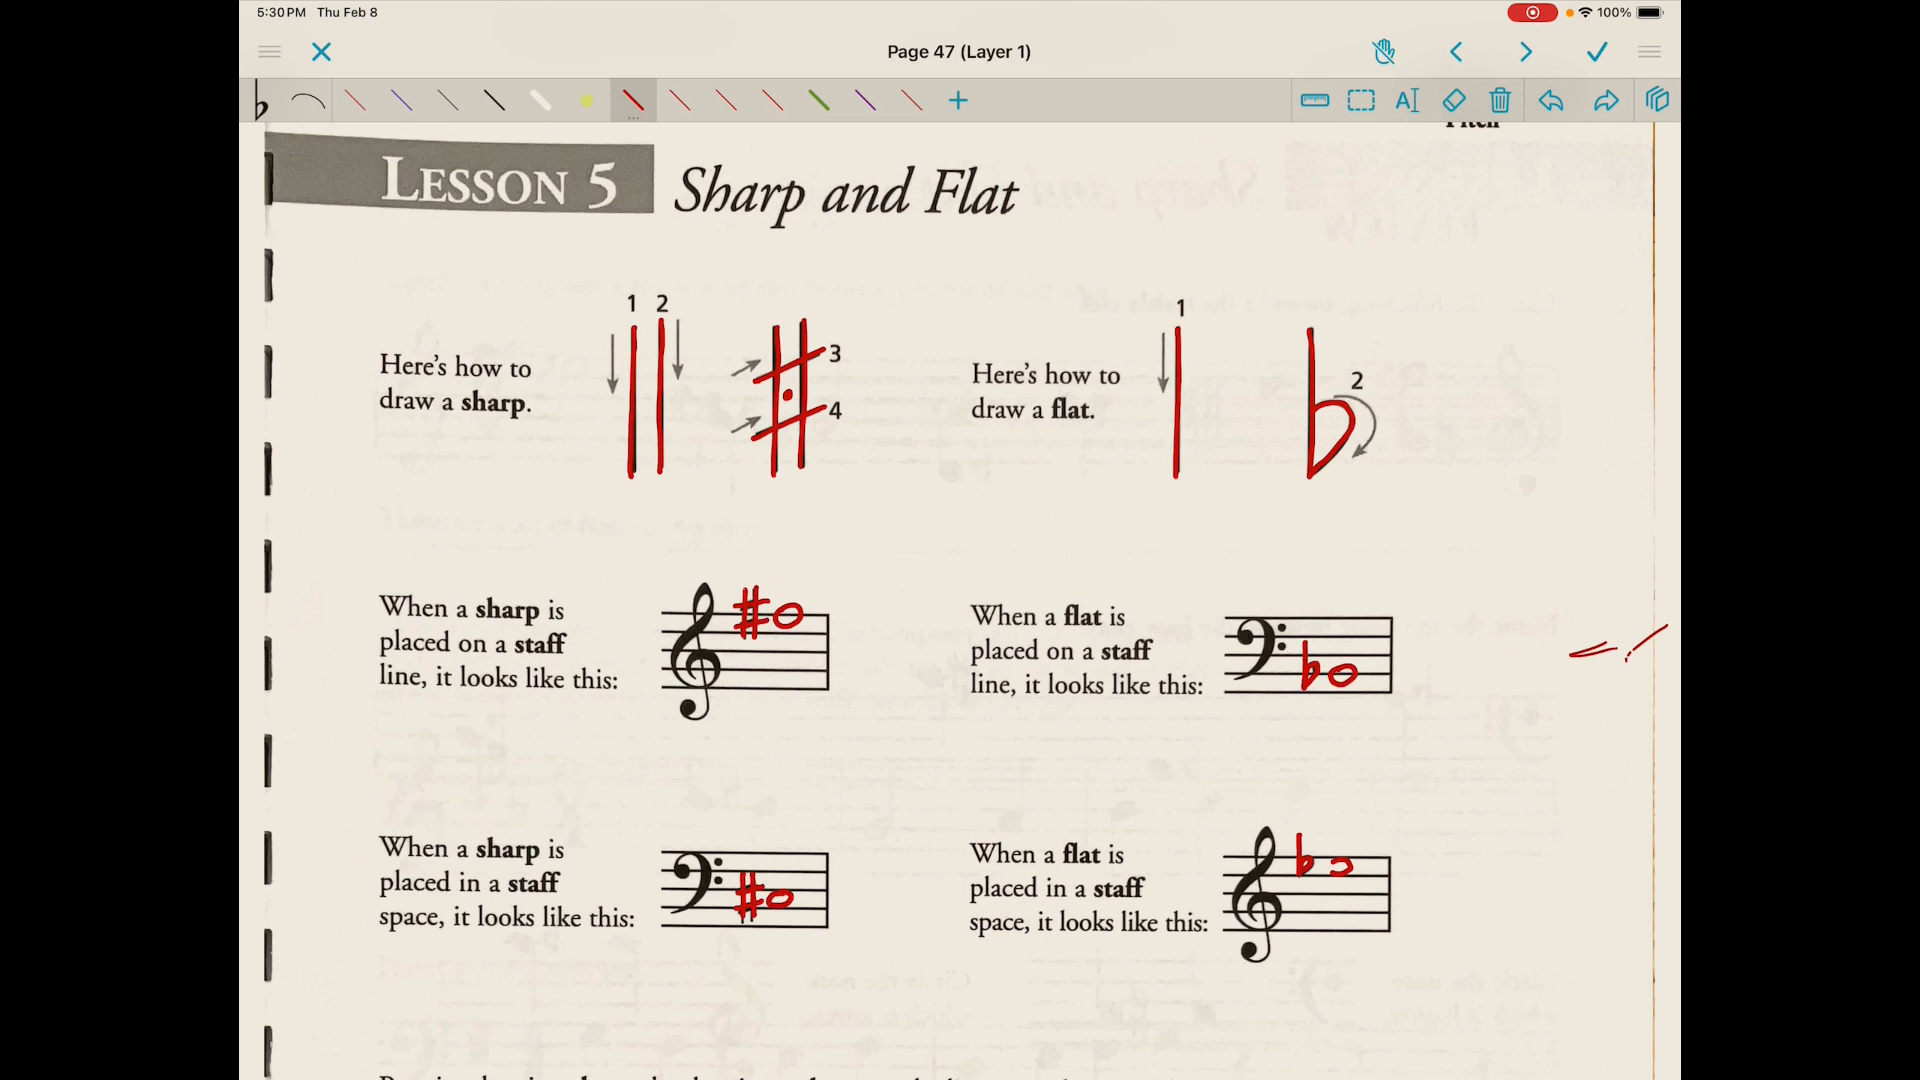 5:30 PM Thu Feb 8
100%
Page 47 (Layer 1)
Pitch
LESSON 5 Sharp and Flat
1 2
3
4
Here's how to
draw a sharp.
1
2
Here's how to
draw a flat.
When a sharp is
placed on a staff
line, it looks like this:
When a flat is
placed on a staff
line, it looks like this:
When a sharp is
placed in a staff
space, it looks like this:
When a flat is
placed in a staff
space, it looks like this: